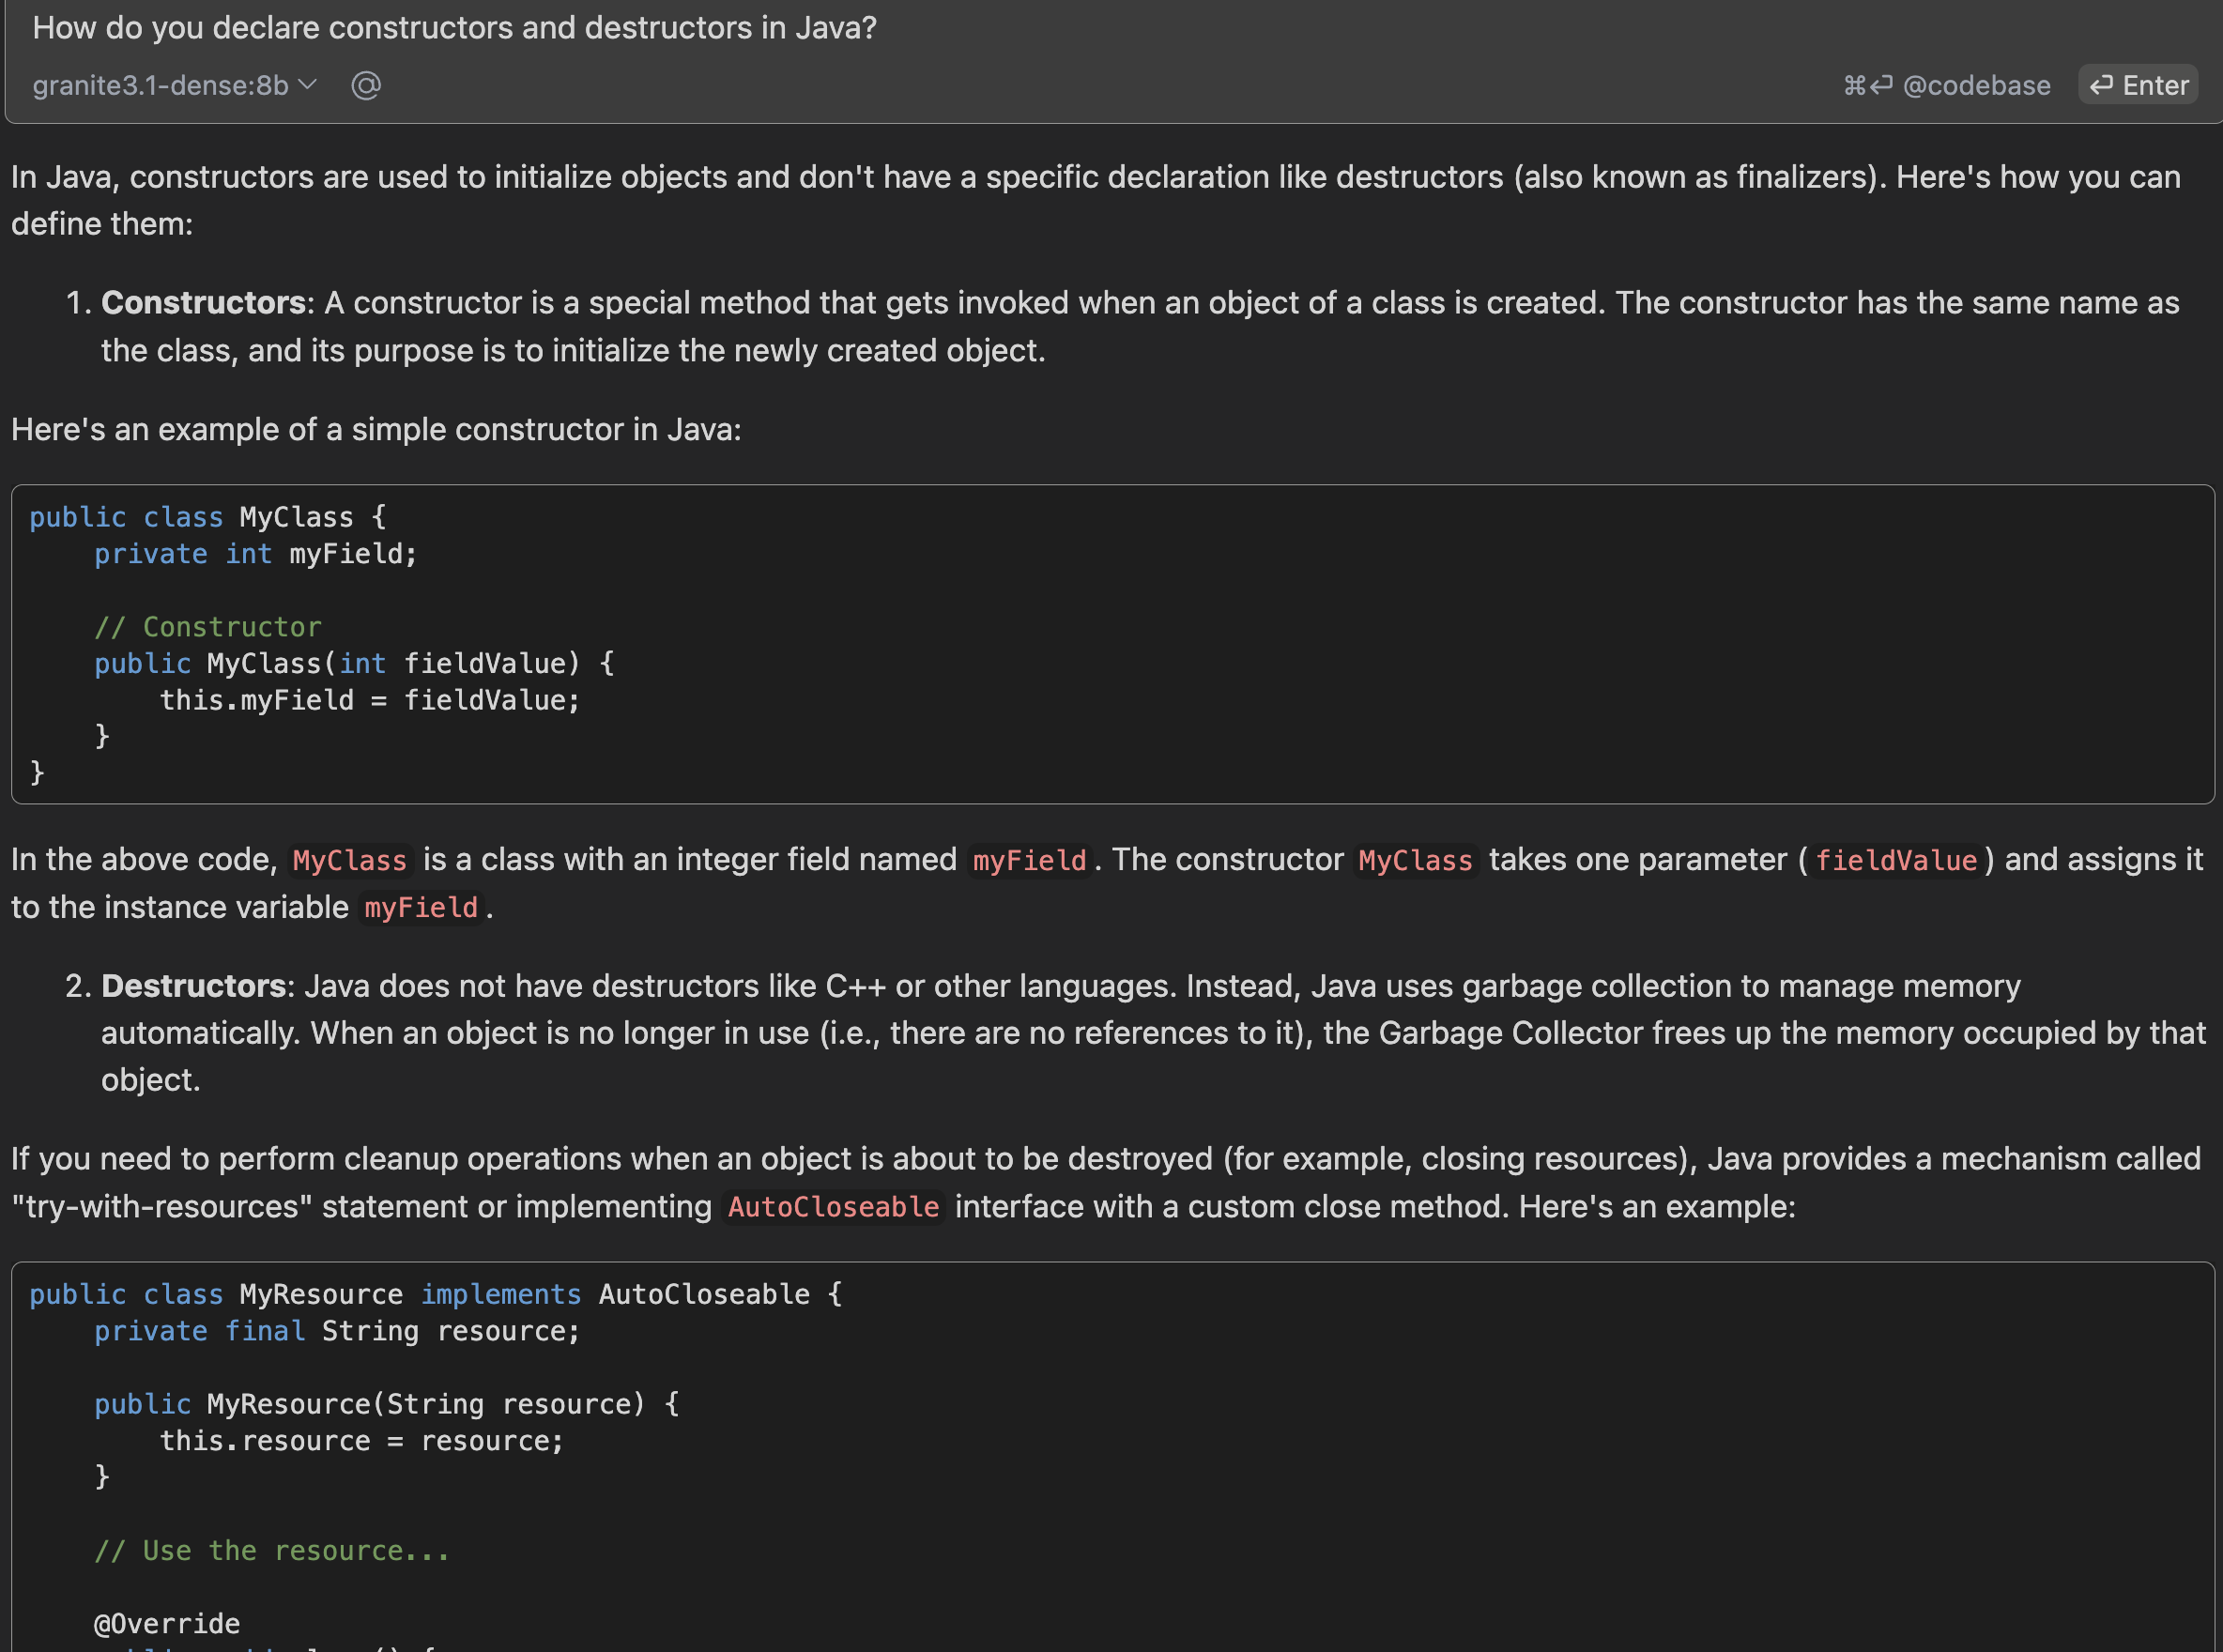 How do you declare constructors and destructors in Java?
granite3.1-dense:8b @ ⌘⏎ @codebase ⏎ Enter
In Java, constructors are used to initialize objects and don't have a specific declaration like destructors (also known as finalizers). Here's how you can
define them:
1. Constructors: A constructor is a special method that gets invoked when an object of a class is created. The constructor has the same name as
the class, and its purpose is to initialize the newly created object.
Here's an example of a simple constructor in Java:
public class MyClass {
    private int myField;
    // Constructor
    public MyClass(int fieldValue) {
        this.myField = fieldValue;
    }
}
In the above code, MyClass is a class with an integer field named myField. The constructor MyClass takes one parameter (fieldValue) and assigns it
to the instance variable myField.
2. Destructors: Java does not have destructors like C++ or other languages. Instead, Java uses garbage collection to manage memory
automatically. When an object is no longer in use (i.e., there are no references to it), the Garbage Collector frees up the memory occupied by that
object.
If you need to perform cleanup operations when an object is about to be destroyed (for example, closing resources), Java provides a mechanism called
"try-with-resources" statement or implementing AutoCloseable interface with a custom close method. Here's an example:
public class MyResource implements AutoCloseable {
    private final String resource;
    public MyResource(String resource) {
        this.resource = resource;
    }
    // Use the resource...
    @Override